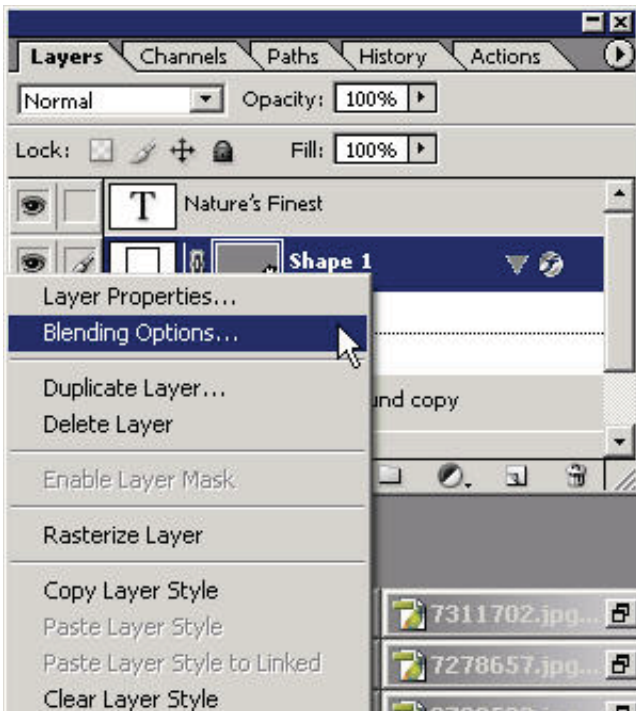 Layers Channels Paths History Actions
Normal Opacity: 100%
Lock: Fill: 100%
T Nature's Finest
Shape 1
Layer Properties...
Blending Options...
Duplicate Layer...
und copy
Delete Layer
Enable Layer Mask
Rasterize Layer
Copy Layer Style
7311702.jpg...
Paste Layer Style
Paste Layer Style to Linked
7278657.jpg...
Clear Layer Style